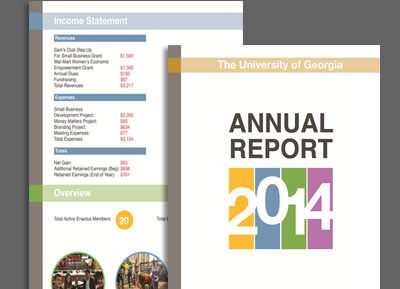 Income Statement
Revenues
Sam's Club Step Up
For Small Business Grant: $1,500
Wal-Mart Women's Economic
Empowerment Grant: $1,500
Annual Dues: $150
Fundraising: $67
Total Revenues: $3,217
Expenses
Small Business
Development Project: $2,350
Money Matters Project: $93
Branding Project: $634
Meeting Expenses: $77
Total Expenses: $3,154
Totals
Net Gain: $63
Additional Retained Earnings (Beg): $698
Retained Earnings (End of Year): $761
Overview
Total Active Enactus Members: 20
The University of Georgia
ANNUAL
REPORT
2014